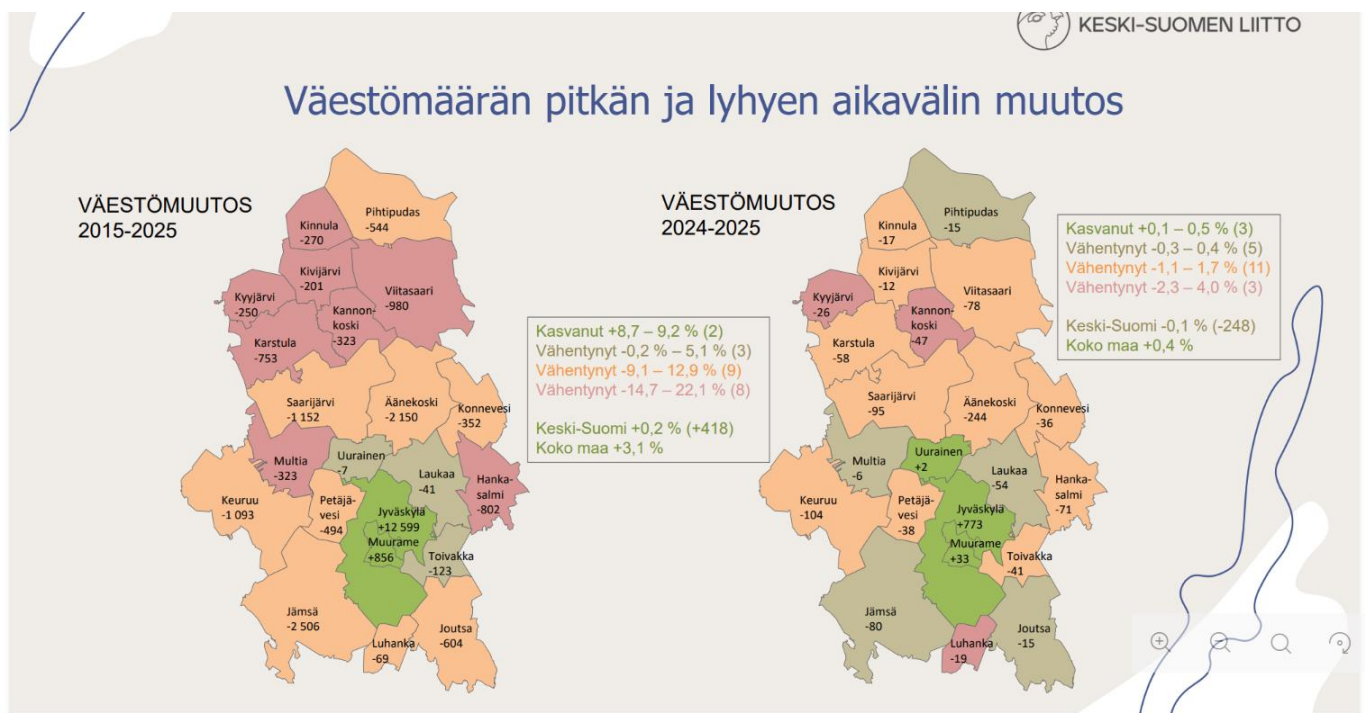 KESKI-SUOMEN LIITTO
Väestömäärän pitkän ja lyhyen aikavälin muutos
VÄESTÖMUUTOS
2015-2025
Pihtipudas
-544
Kinnula
-270
Kivijärvi
-201
Viitasaari
-980
Kyyjärvi
-250
Kannon-
koski
-323
Karstula
-753
Saarijärvi
-1 152
Äänekoski
-2 150
Konnevesi
-352
Multia
-323
Uurainen
-7
Laukaa
-41
Hanka-
salmi
-802
Keuruu
-1 093
Petäjä-
vesi
-494
Jyväskylä
+12 599
Muurame
+856
Toivakka
-123
Jämsä
-2 506
Luhanka
-69
Joutsa
-604
Kasvanut +8,7 – 9,2 % (2)
Vähentynyt -0,2 % – 5,1 % (3)
Vähentynyt -9,1 – 12,9 % (9)
Vähentynyt -14,7 – 22,1 % (8)
Keski-Suomi +0,2 % (+418)
Koko maa +3,1 %
VÄESTÖMUUTOS
2024-2025
Pihtipudas
-15
Kinnula
-17
Kivijärvi
-12
Viitasaari
-78
Kyyjärvi
-26
Kannon-
koski
-47
Karstula
-58
Saarijärvi
-95
Äänekoski
-244
Konnevesi
-36
Multia
-6
Uurainen
+2
Laukaa
-54
Hanka-
salmi
-71
Keuruu
-104
Petäjä-
vesi
-38
Jyväskylä
+773
Muurame
+33
Toivakka
-41
Jämsä
-80
Luhanka
-19
Joutsa
-15
Kasvanut +0,1 – 0,5 % (3)
Vähentynyt -0,3 – 0,4 % (5)
Vähentynyt -1,1 – 1,7 % (11)
Vähentynyt -2,3 – 4,0 % (3)
Keski-Suomi -0,1 % (-248)
Koko maa +0,4 %